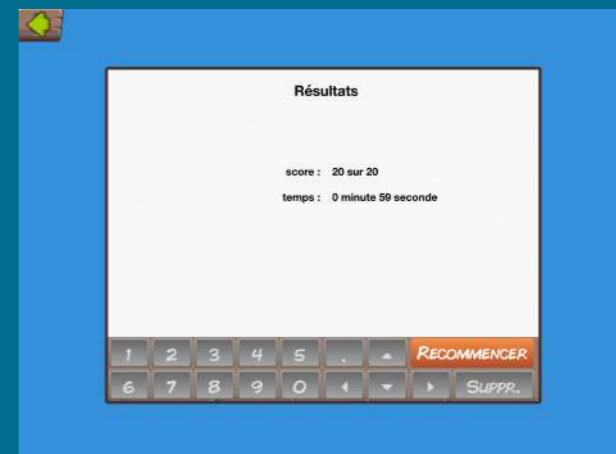 Résultats
score : 20 sur 20
temps : 0 minute 59 seconde
1 2 3 4 5 . RECOMMENCER
6 7 8 9 0 SUPPR.